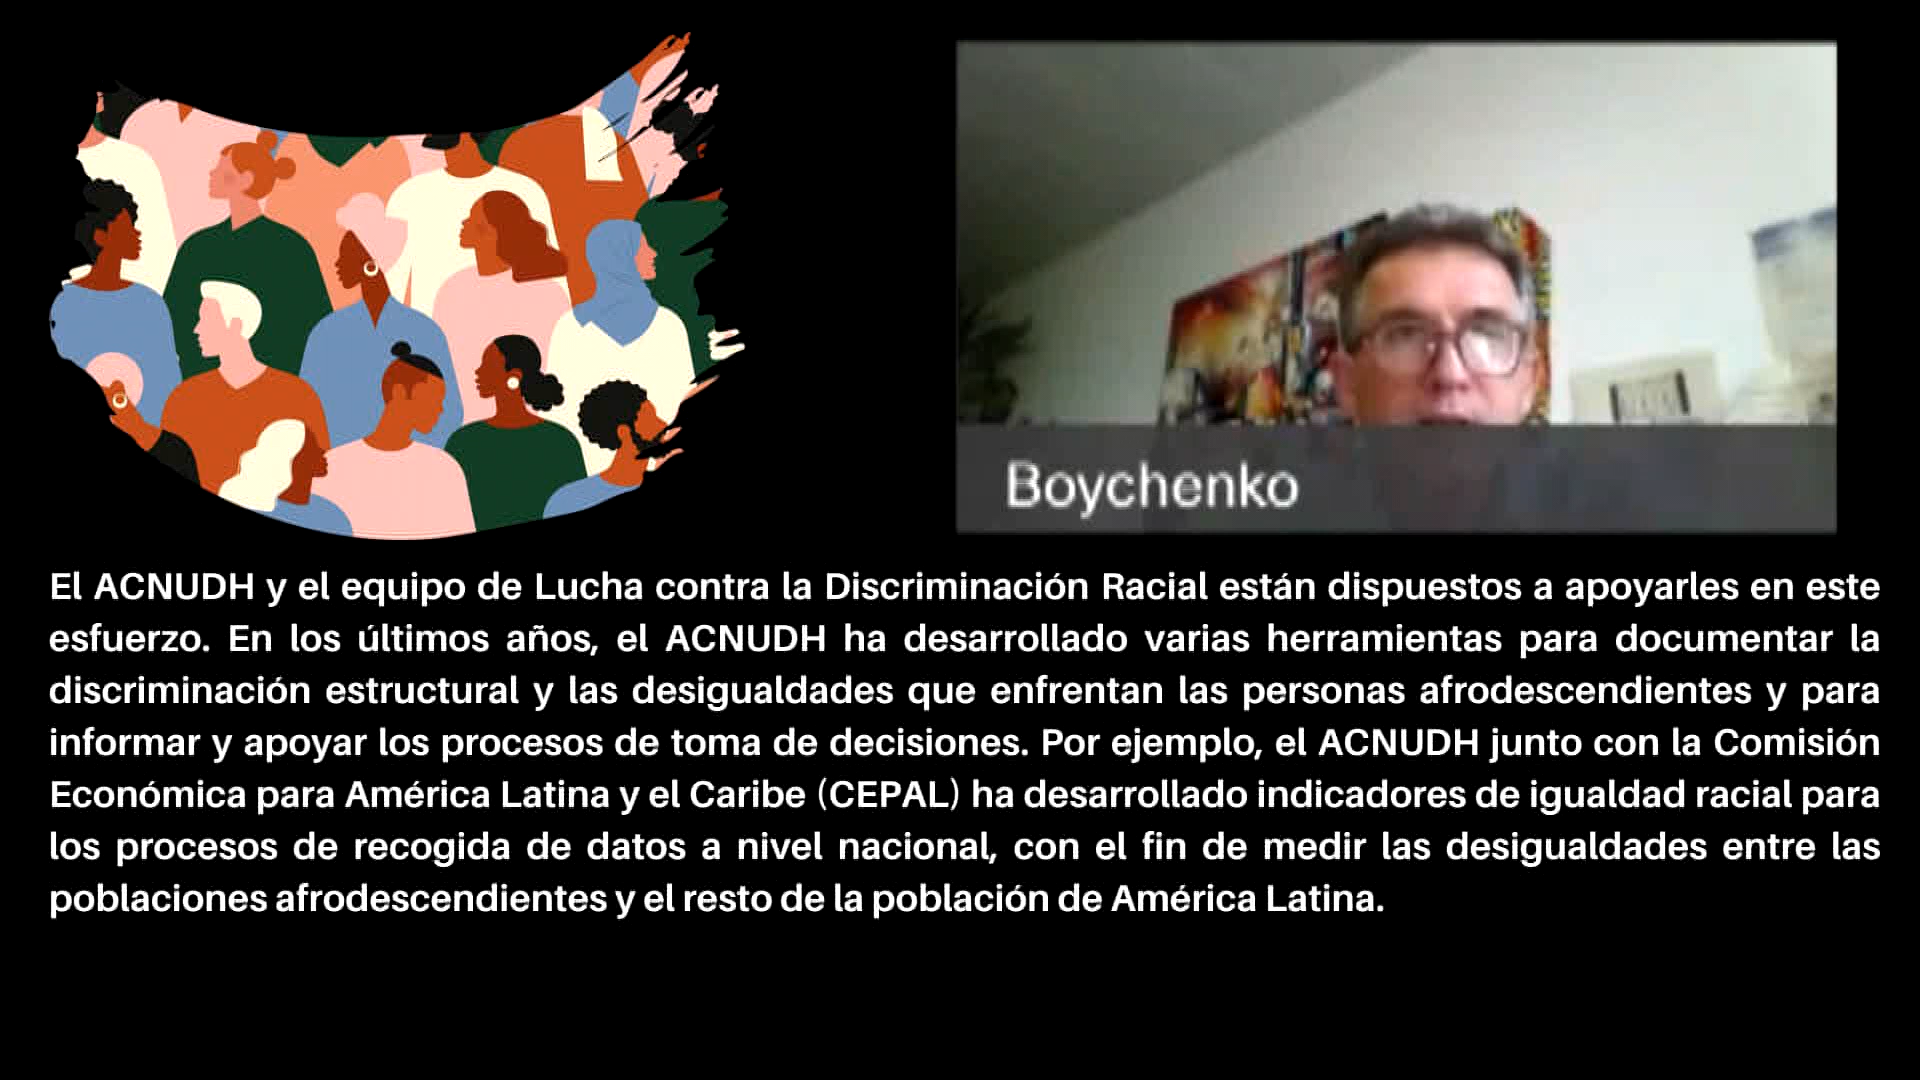 Boychenko
El ACNUDH y el equipo de Lucha contra la Discriminación Racial están dispuestos a apoyarles en este
esfuerzo. En los últimos años, el ACNUDH ha desarrollado varias herramientas para documentar la
discriminación estructural y las desigualdades que enfrentan las personas afrodescendientes y para
informar y apoyar los procesos de toma de decisiones. Por ejemplo, el ACNUDH junto con la Comisión
Económica para América Latina y el Caribe (CEPAL) ha desarrollado indicadores de igualdad racial para
los procesos de recogida de datos a nivel nacional, con el fin de medir las desigualdades entre las
poblaciones afrodescendientes y el resto de la población de América Latina.